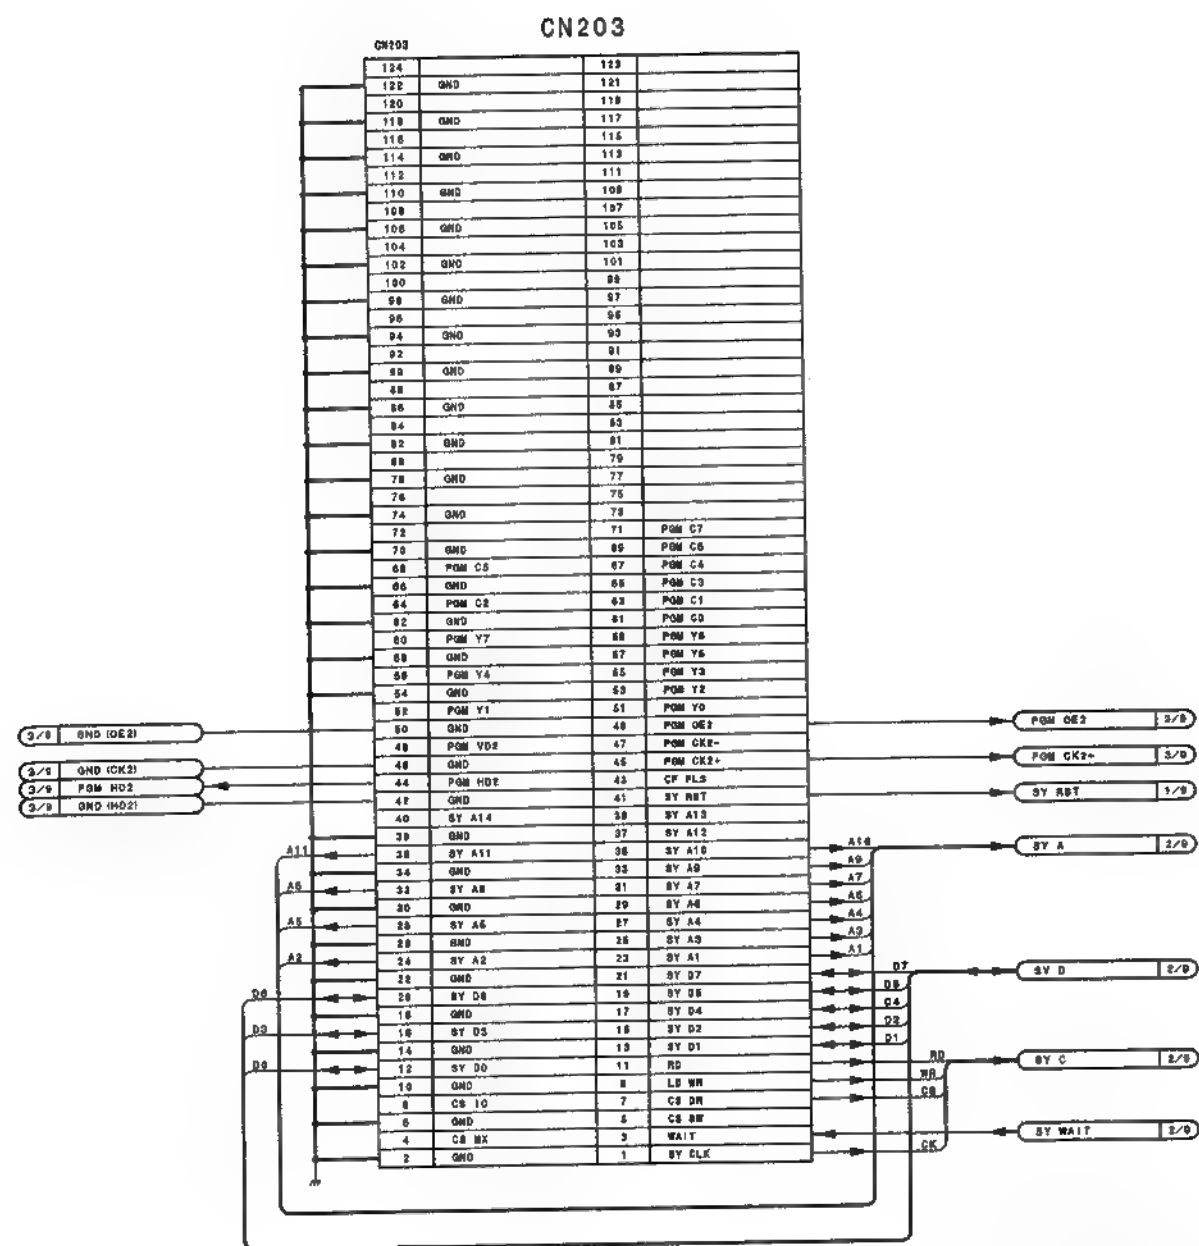 CN203
CN203
124 123
122 GND 121
120 119
118 GND 117
116 115
114 GND 113
112 111
110 GND 109
108 107
106 GND 105
104 103
102 GND 101
100 99
98 GND 97
96 95
94 GND 93
92 91
90 GND 89
88 87
86 GND 85
84 83
82 GND 81
80 79
78 GND 77
76 75
74 GND 73
72 71 PGM C7
70 GND 69 PGM C6
68 PGM C5 67 PGM C4
66 GND 65 PGM C3
64 PGM C2 63 PGM C1
62 GND 61 PGM C0
60 PGM Y7 59 PGM Y6
58 GND 57 PGM Y5
56 PGM Y4 55 PGM Y3
54 GND 53 PGM Y2
52 PGM Y1 51 PGM Y0
3/9 GND (OE2) 50 GND 49 PGM OE2 PGM OE2 3/9
48 PGM VD2 47 PGM CK2-
3/9 GND (CK2) 46 GND 45 PGM CK2+ PGM CK2+ 3/9
3/9 PGM HD2 44 PGM HD2 43 CF PLS
3/9 GND (HD2) 42 GND 41 SY RST SY RST 1/9
40 SY A14 39 SY A13
38 GND 37 SY A12
A11 36 SY A11 35 SY A10 A10 SY A 2/9
34 GND 33 SY A9 A9
A8 32 SY A8 31 SY A7 A7
30 GND 29 SY A6 A6
A5 28 SY A5 27 SY A4 A4
26 GND 25 SY A3 A3
A2 24 SY A2 23 SY A1 A1
22 GND 21 SY D7 D7 SY D 2/9
D6 20 SY D6 19 SY D5 D5
18 GND 17 SY D4 D4
D3 16 SY D3 15 SY D2 D2
14 GND 13 SY D1 D1
D0 12 SY D0 11 RD RD SY C 2/9
10 GND 9 LD WR WR
8 CS IO 7 CS DM CS
6 GND 5 CS SW
4 CS MX 3 WAIT SY WAIT 2/9
2 GND 1 SY CLK CK